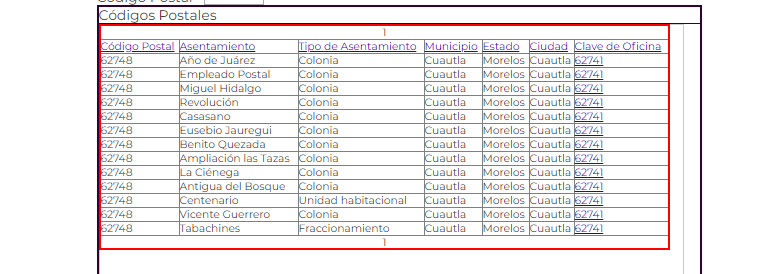 Código Postal
Códigos Postales
1
Código Postal Asentamiento Tipo de Asentamiento Municipio Estado Ciudad Clave de Oficina
62748 Año de Juárez Colonia Cuautla Morelos Cuautla 62741
62748 Empleado Postal Colonia Cuautla Morelos Cuautla 62741
62748 Miguel Hidalgo Colonia Cuautla Morelos Cuautla 62741
62748 Revolución Colonia Cuautla Morelos Cuautla 62741
62748 Casasano Colonia Cuautla Morelos Cuautla 62741
62748 Eusebio Jauregui Colonia Cuautla Morelos Cuautla 62741
62748 Benito Quezada Colonia Cuautla Morelos Cuautla 62741
62748 Ampliación las Tazas Colonia Cuautla Morelos Cuautla 62741
62748 La Ciénega Colonia Cuautla Morelos Cuautla 62741
62748 Antigua del Bosque Colonia Cuautla Morelos Cuautla 62741
62748 Centenario Unidad habitacional Cuautla Morelos Cuautla 62741
62748 Vicente Guerrero Colonia Cuautla Morelos Cuautla 62741
62748 Tabachines Fraccionamiento Cuautla Morelos Cuautla 62741
1